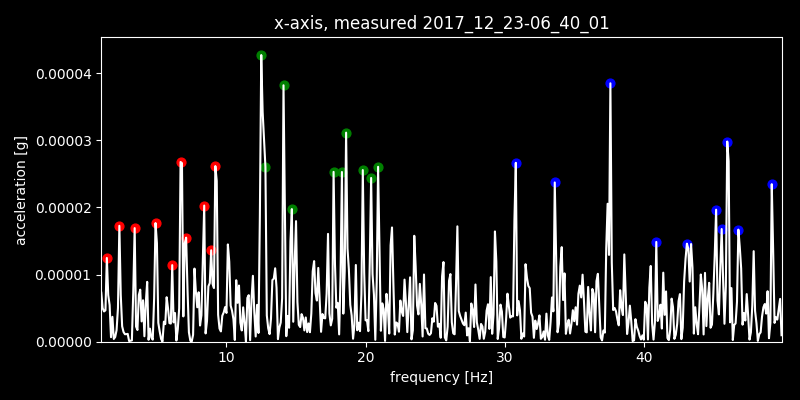 x-axis, measured 2017_12_23-06_40_01
acceleration [g]
0.00004
0.00003
0.00002
0.00001
0.00000
10 20 30 40
frequency [Hz]